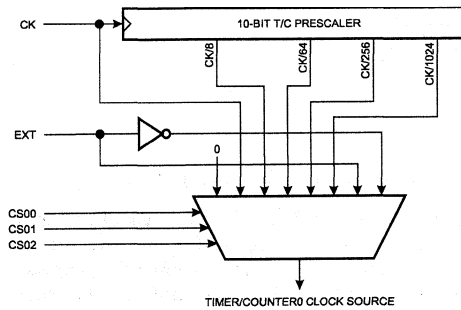 CK
10-BIT T/C PRESCALER
CK/8
CK/64
CK/256
CK/1024
EXT
0
CS00
CS01
CS02
TIMER/COUNTER0 CLOCK SOURCE